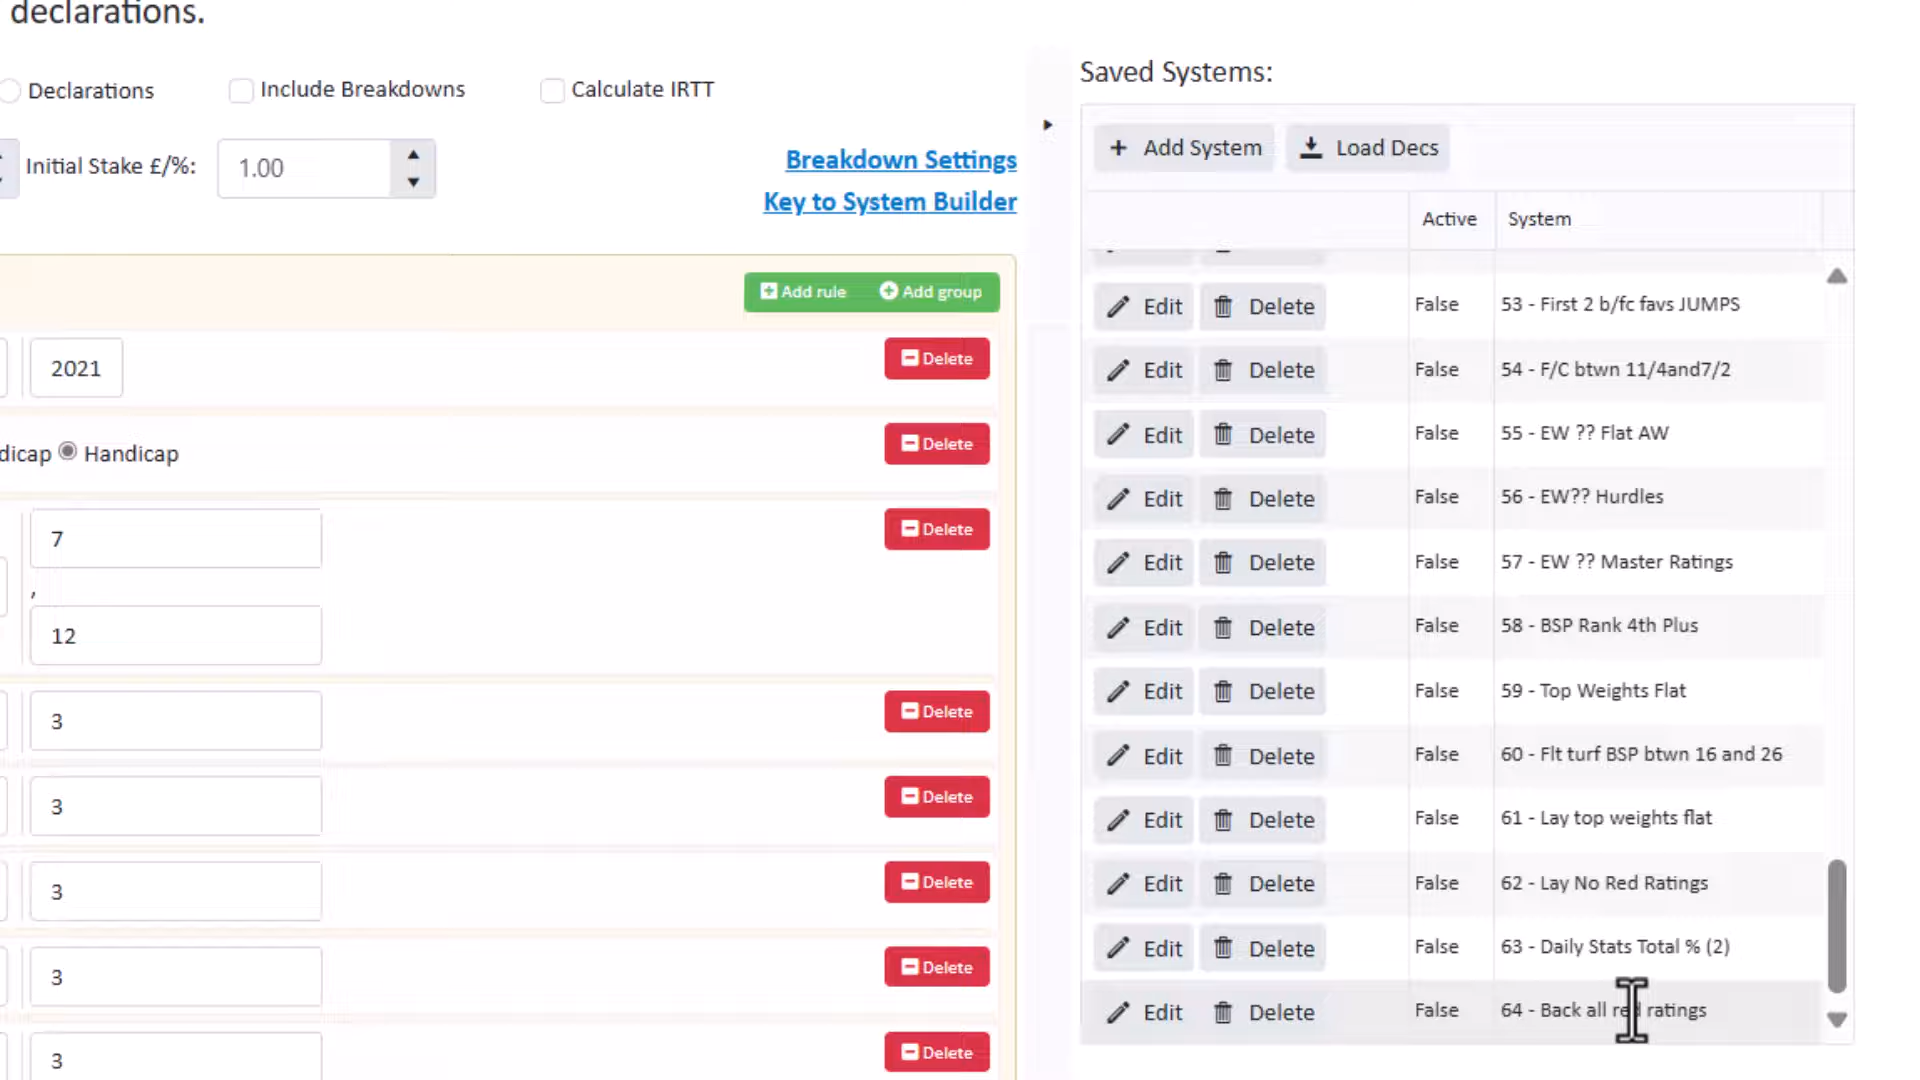 declarations.
Declarations
Include Breakdowns
Calculate IRTT
Initial Stake £/%:
1.00
Breakdown Settings
Key to System Builder
Add rule
Add group
2021
Delete
dicap
Handicap
Delete
7
,
12
Delete
3
Delete
3
Delete
3
Delete
3
Delete
3
Delete
Saved Systems:
+ Add System
Load Decs
Active
System
Edit Delete False 53 - First 2 b/fc favs JUMPS
Edit Delete False 54 - F/C btwn 11/4and7/2
Edit Delete False 55 - EW ?? Flat AW
Edit Delete False 56 - EW?? Hurdles
Edit Delete False 57 - EW ?? Master Ratings
Edit Delete False 58 - BSP Rank 4th Plus
Edit Delete False 59 - Top Weights Flat
Edit Delete False 60 - Flt turf BSP btwn 16 and 26
Edit Delete False 61 - Lay top weights flat
Edit Delete False 62 - Lay No Red Ratings
Edit Delete False 63 - Daily Stats Total % (2)
Edit Delete False 64 - Back all red ratings